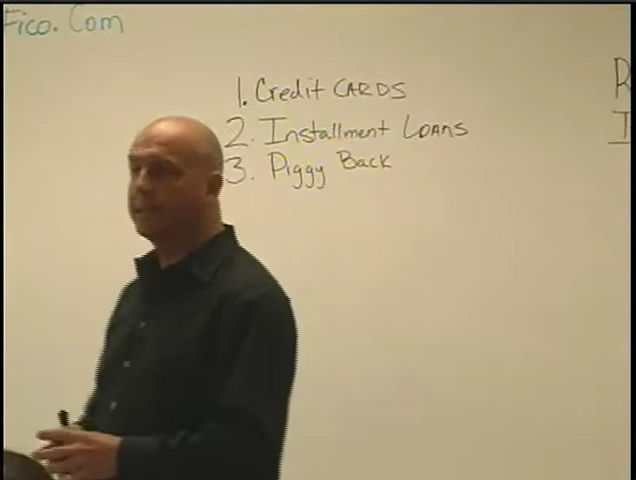 Fico.Com
1. Credit CARDS
2. Installment LOANS
3. Piggy Back
R
I